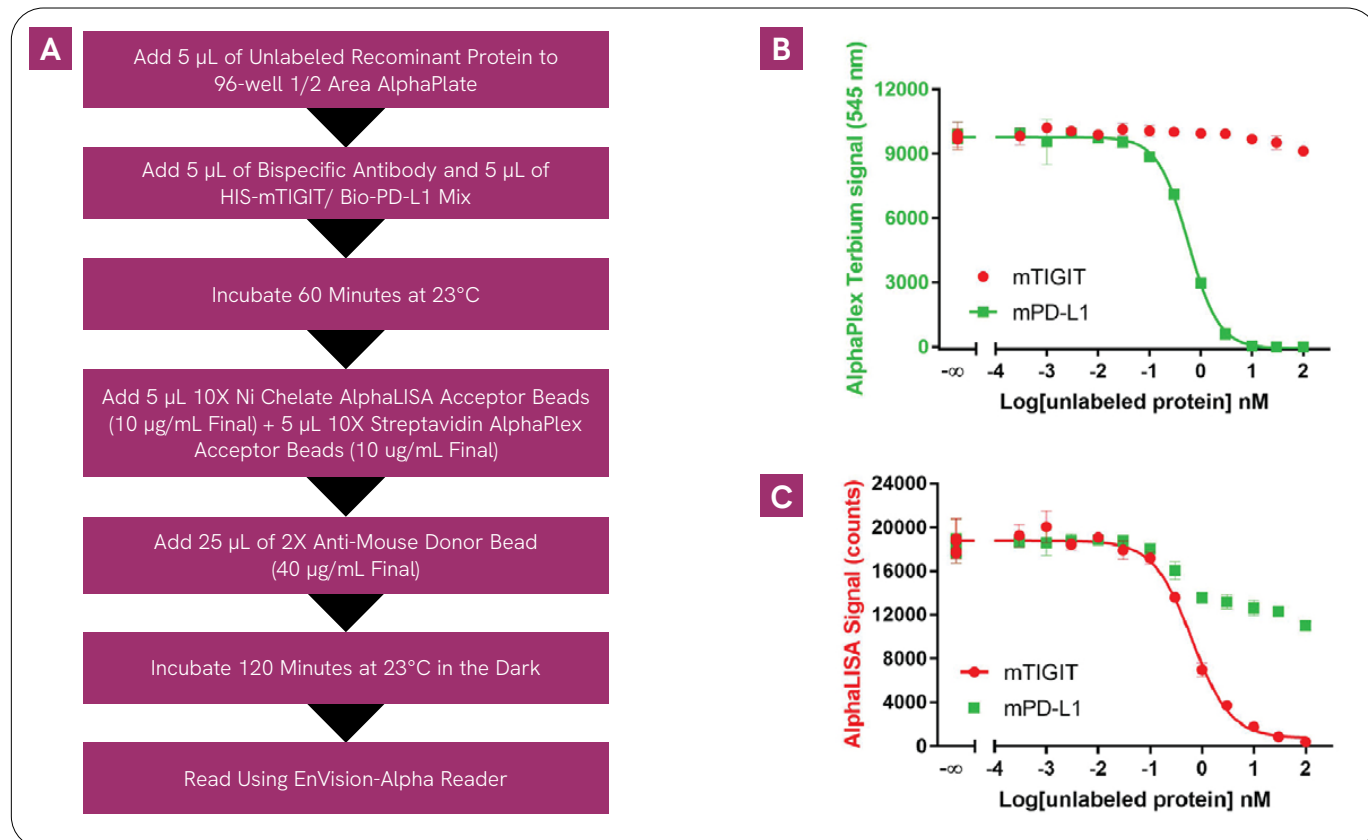 A
Add 5 µL of Unlabeled Recominant Protein to
96-well 1/2 Area AlphaPlate
Add 5 µL of Bispecific Antibody and 5 µL of
HIS-mTIGIT/ Bio-PD-L1 Mix
Incubate 60 Minutes at 23°C
Add 5 µL 10X Ni Chelate AlphaLISA Acceptor Beads
(10 µg/mL Final) + 5 µL 10X Streptavidin AlphaPlex
Acceptor Beads (10 ug/mL Final)
Add 25 µL of 2X Anti-Mouse Donor Bead
(40 µg/mL Final)
Incubate 120 Minutes at 23°C in the Dark
Read Using EnVision-Alpha Reader
B
AlphaPlex Terbium signal (545 nm)
12000
9000
6000
3000
0
mTIGIT
mPD-L1
-∞ -4 -3 -2 -1 0 1 2
Log[unlabeled protein] nM
C
AlphaLISA Signal (counts)
24000
20000
16000
12000
8000
4000
0
mTIGIT
mPD-L1
-∞ -4 -3 -2 -1 0 1 2
Log[unlabeled protein] nM